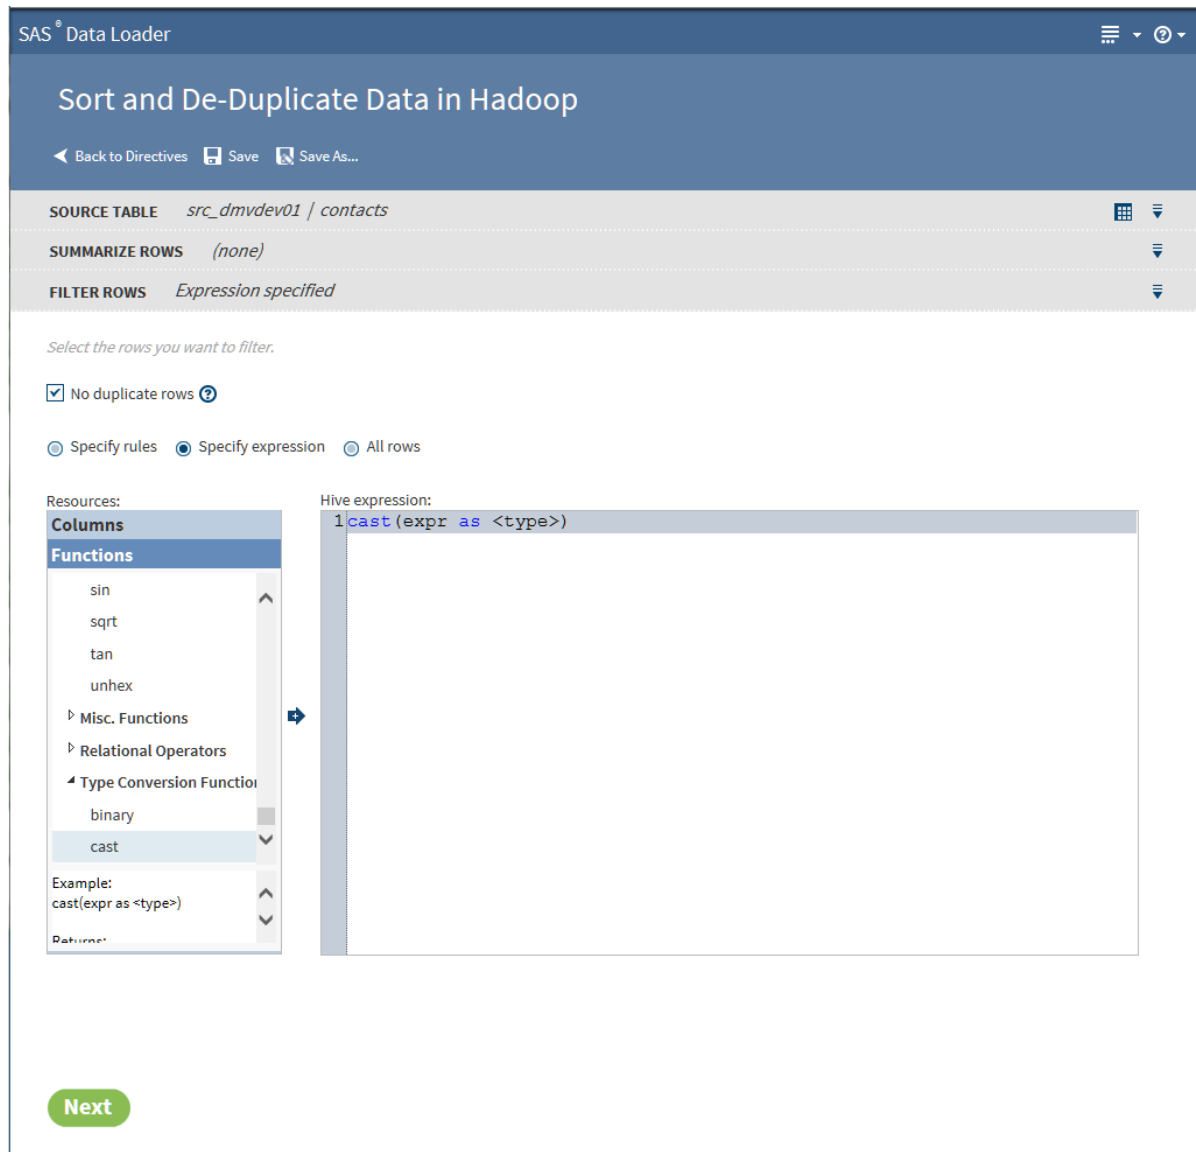 SAS® Data Loader
Sort and De-Duplicate Data in Hadoop
Back to Directives Save Save As...
SOURCE TABLE src_dmvdev01 | contacts
SUMMARIZE ROWS (none)
FILTER ROWS Expression specified
Select the rows you want to filter.
No duplicate rows
Specify rules Specify expression All rows
Resources:
Columns
Functions
sin
sqrt
tan
unhex
Misc. Functions
Relational Operators
Type Conversion Function
binary
cast
Example:
cast(expr as <type>)
Returns:
Hive expression:
1 cast(expr as <type>)
Next